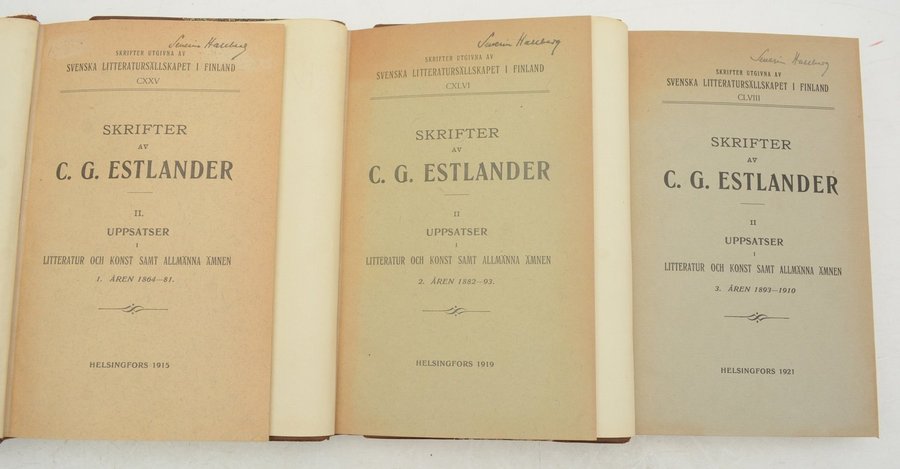 Severin Hallberg
SKRIFTER UTGIVNA AV
SVENSKA LITTERATURSÄLLSKAPET I FINLAND
CXXV
SKRIFTER
AV
C. G. ESTLANDER
II.
UPPSATSER
I
LITTERATUR OCH KONST SAMT ALLMÄNNA ÄMNEN
1. ÅREN 1864—81.
HELSINGFORS 1915
Severin Hallberg
SKRIFTER UTGIVNA AV
SVENSKA LITTERATURSÄLLSKAPET I FINLAND
CXLVI
SKRIFTER
AV
C. G. ESTLANDER
II
UPPSATSER
I
LITTERATUR OCH KONST SAMT ALLMÄNNA ÄMNEN
2. ÅREN 1882—93.
HELSINGFORS 1919
Severin Hallberg
SKRIFTER UTGIVNA AV
SVENSKA LITTERATURSÄLLSKAPET I FINLAND
CLVIII
SKRIFTER
AV
C. G. ESTLANDER
II
UPPSATSER
I
LITTERATUR OCH KONST SAMT ALLMÄNNA ÄMNEN
3. ÅREN 1893—1910
HELSINGFORS 1921